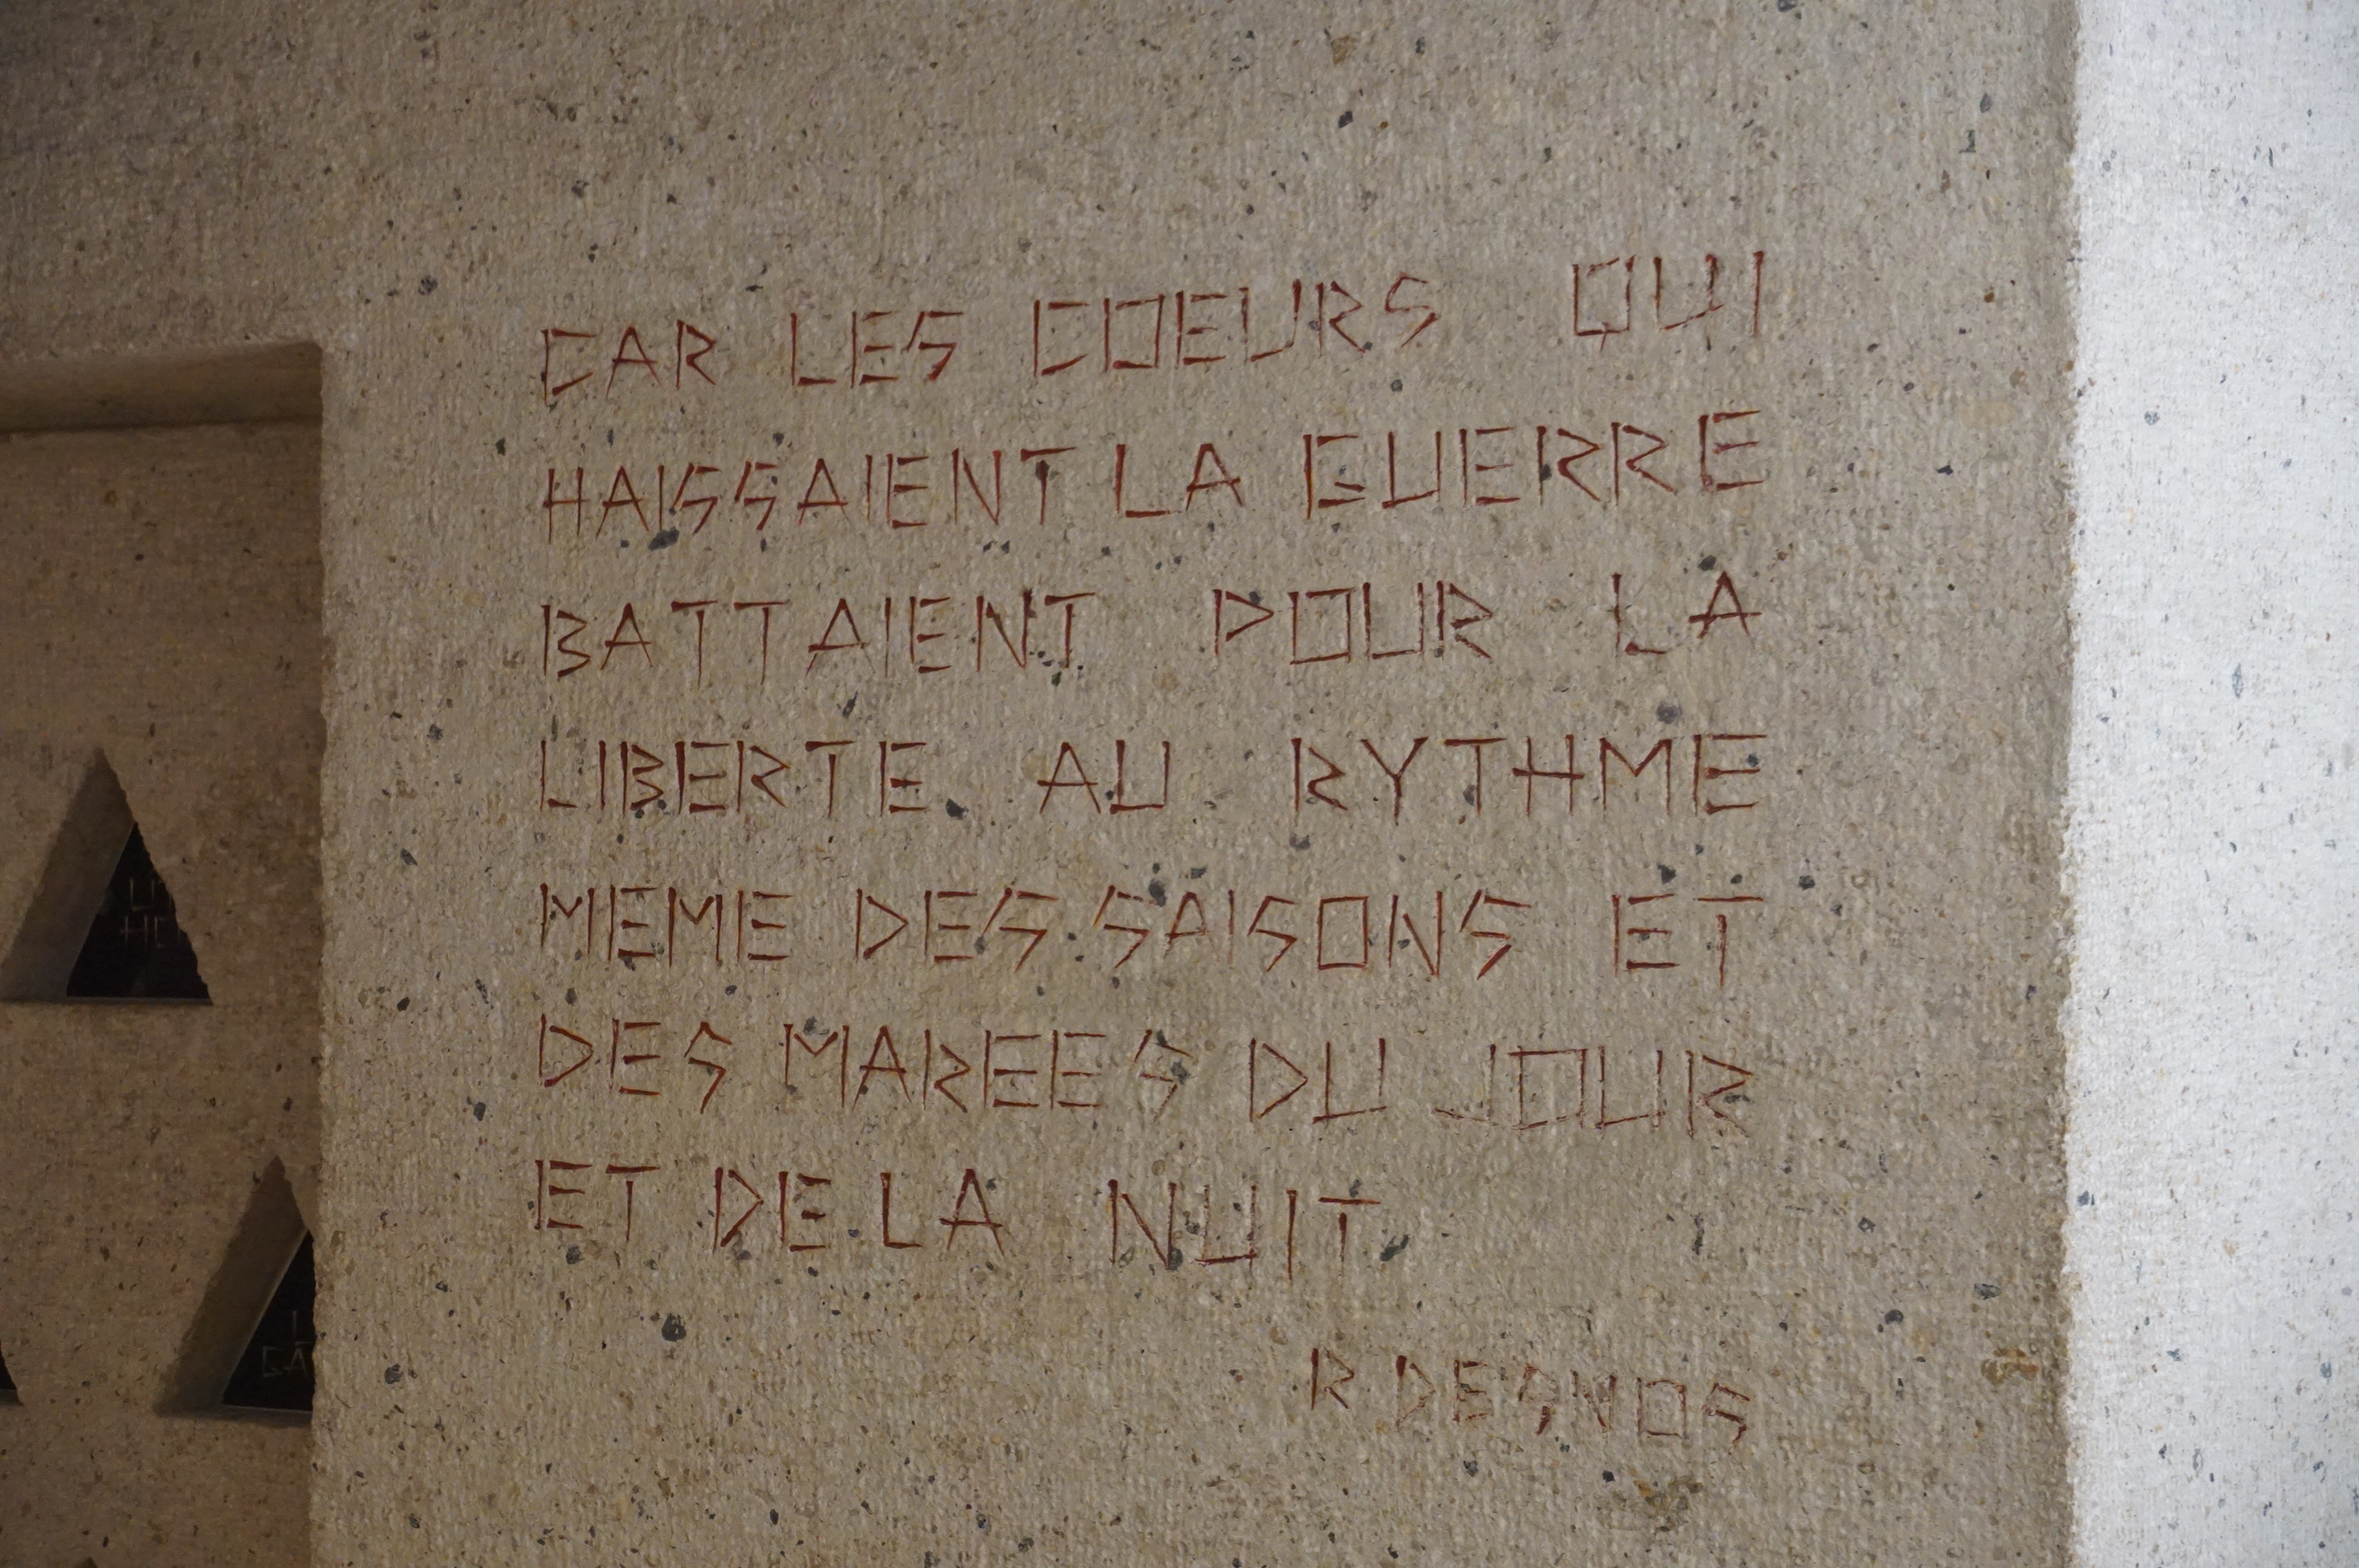 CAR LES COEURS QUI
HAISSAIENT LA GUERRE
BATTAIENT POUR LA
LIBERTE AU RYTHME
MEME DES SAISONS ET
DES MAREES DU JOUR
ET DE LA NUIT
R DESNOS